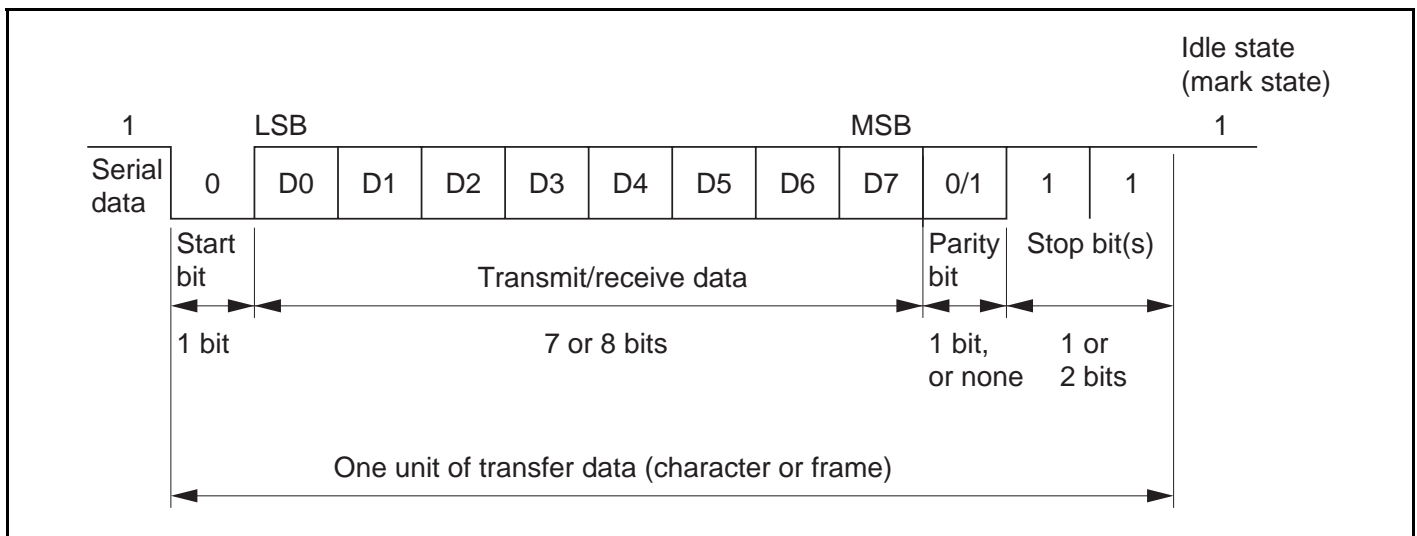 Idle state
(mark state)
1 LSB MSB 1
Serial
data
0 D0 D1 D2 D3 D4 D5 D6 D7 0/1 1 1
Start
bit
Transmit/receive data
Parity
bit
Stop bit(s)
1 bit
7 or 8 bits
1 bit,
or none
1 or
2 bits
One unit of transfer data (character or frame)